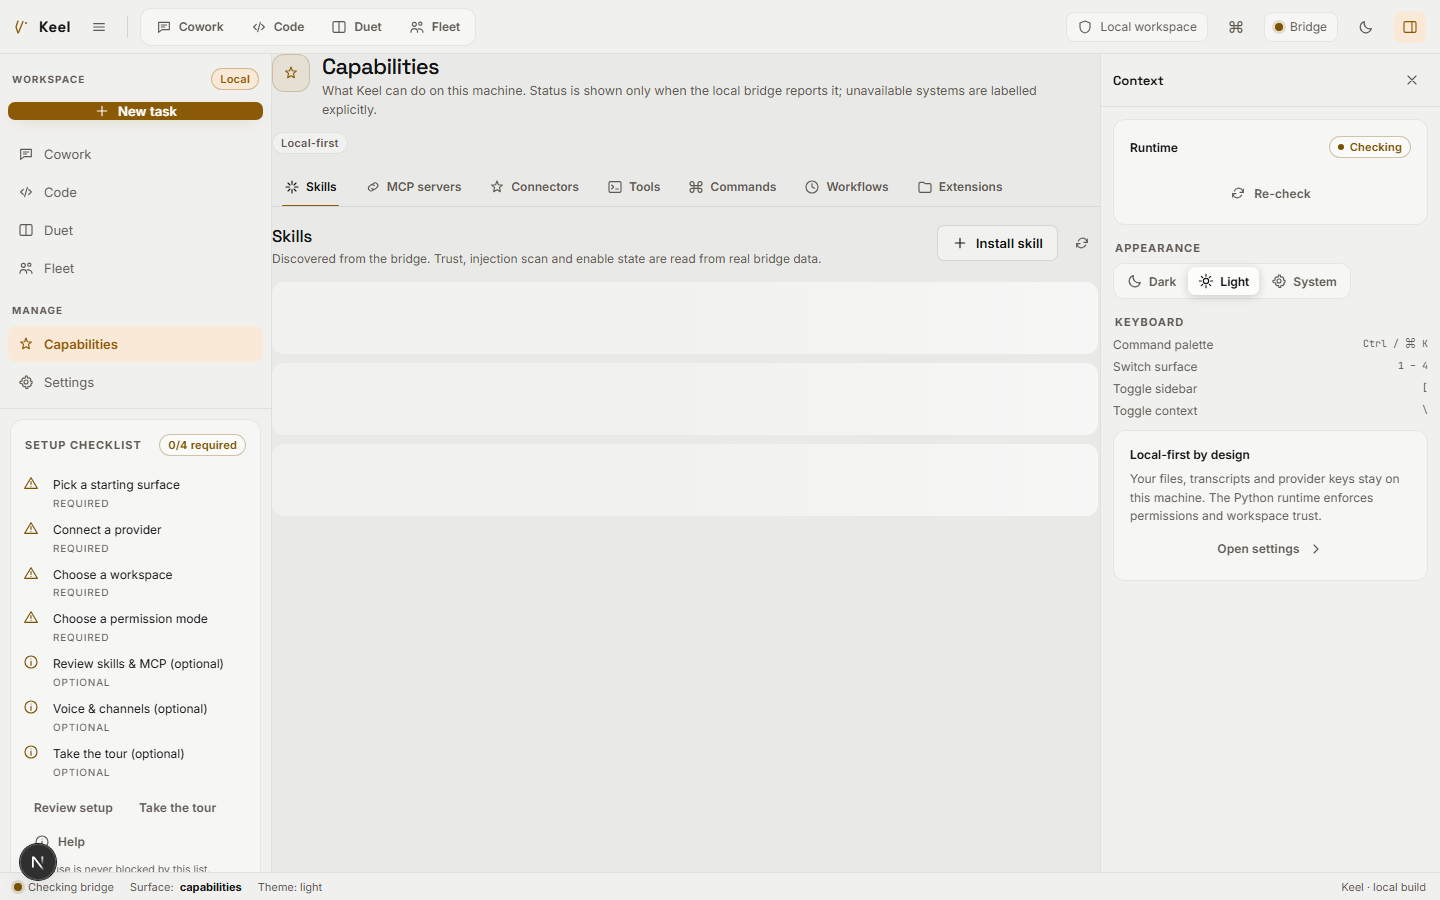 Keel
Cowork
Code
Duet
Fleet
Local workspace
Bridge
WORKSPACE
Local
New task
Cowork
Code
Duet
Fleet
MANAGE
Capabilities
Settings
SETUP CHECKLIST
0/4 required
Pick a starting surface
REQUIRED
Connect a provider
REQUIRED
Choose a workspace
REQUIRED
Choose a permission mode
REQUIRED
Review skills & MCP (optional)
OPTIONAL
Voice & channels (optional)
OPTIONAL
Take the tour (optional)
OPTIONAL
Review setup
Take the tour
Help
use is never blocked by this list.
N
Capabilities
What Keel can do on this machine. Status is shown only when the local bridge reports it; unavailable systems are labelled
explicitly.
Local-first
Skills
MCP servers
Connectors
Tools
Commands
Workflows
Extensions
Skills
Discovered from the bridge. Trust, injection scan and enable state are read from real bridge data.
Install skill
Context
Runtime
Checking
Re-check
APPEARANCE
Dark
Light
System
KEYBOARD
Command palette
Ctrl / ⌘ K
Switch surface
1 – 4
Toggle sidebar
[
Toggle context
\
Local-first by design
Your files, transcripts and provider keys stay on
this machine. The Python runtime enforces
permissions and workspace trust.
Open settings
Checking bridge
Surface: capabilities
Theme: light
Keel · local build